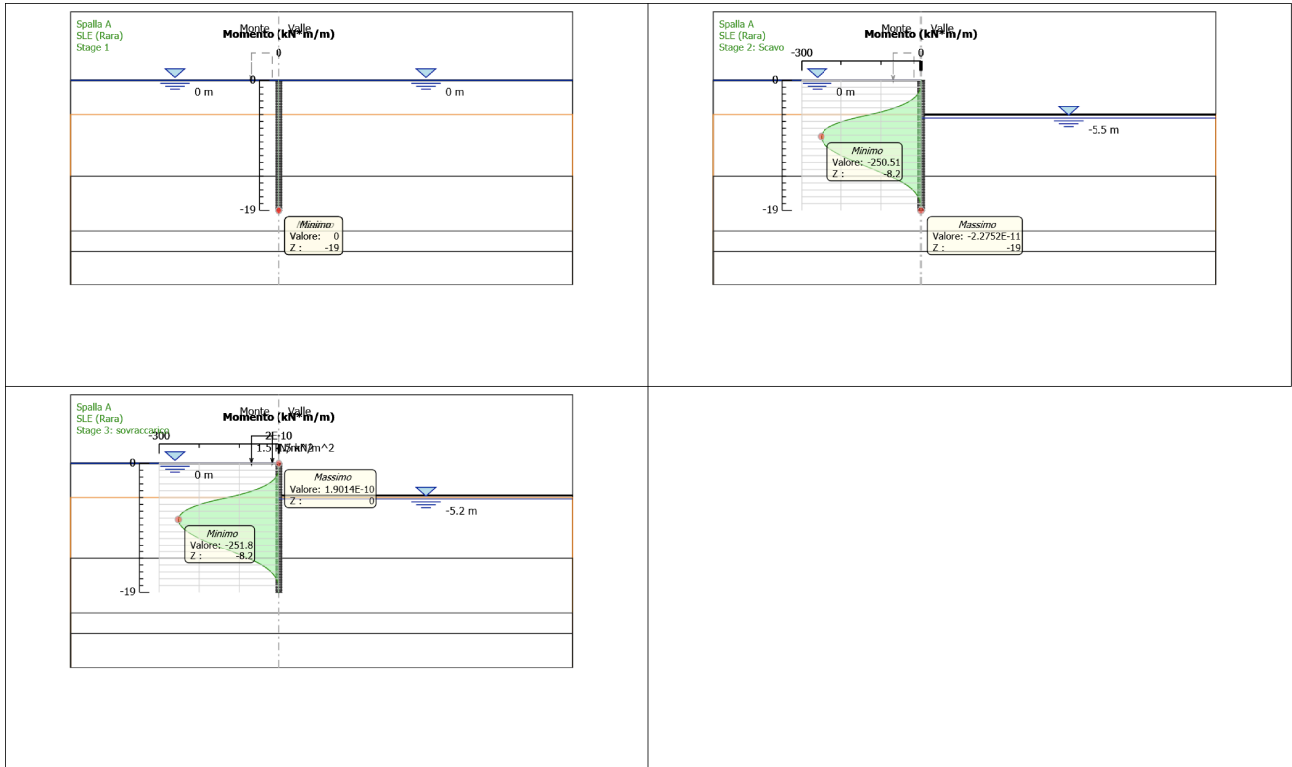 Spalla A
SLE (Rara)
Stage 1
Monte
Valle
Momento (kN*m/m)
0
0
0 m
0 m
-19
Minimo
Valore: 0
Z : -19
Spalla A
SLE (Rara)
Stage 2: Scavo
Monte
Valle
Momento (kN*m/m)
-300
0
0
0 m
-5.5 m
Minimo
Valore: -250.51
Z : -8.2
-19
Massimo
Valore: -2.2752E-11
Z : -19
Spalla A
SLE (Rara)
Stage 3: sovraccarico
Monte
Valle
Momento (kN*m/m)
-300
2E-10
0
0 m
Massimo
Valore: 1.9014E-10
Z : 0
-5.2 m
Minimo
Valore: -251.8
Z : -8.2
-19